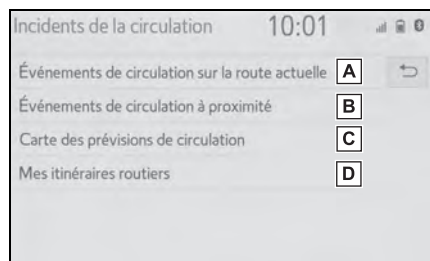 Incidents de la circulation 10:01
Événements de circulation sur la route actuelle A
Événements de circulation à proximité B
Carte des prévisions de circulation C
Mes itinéraires routiers D